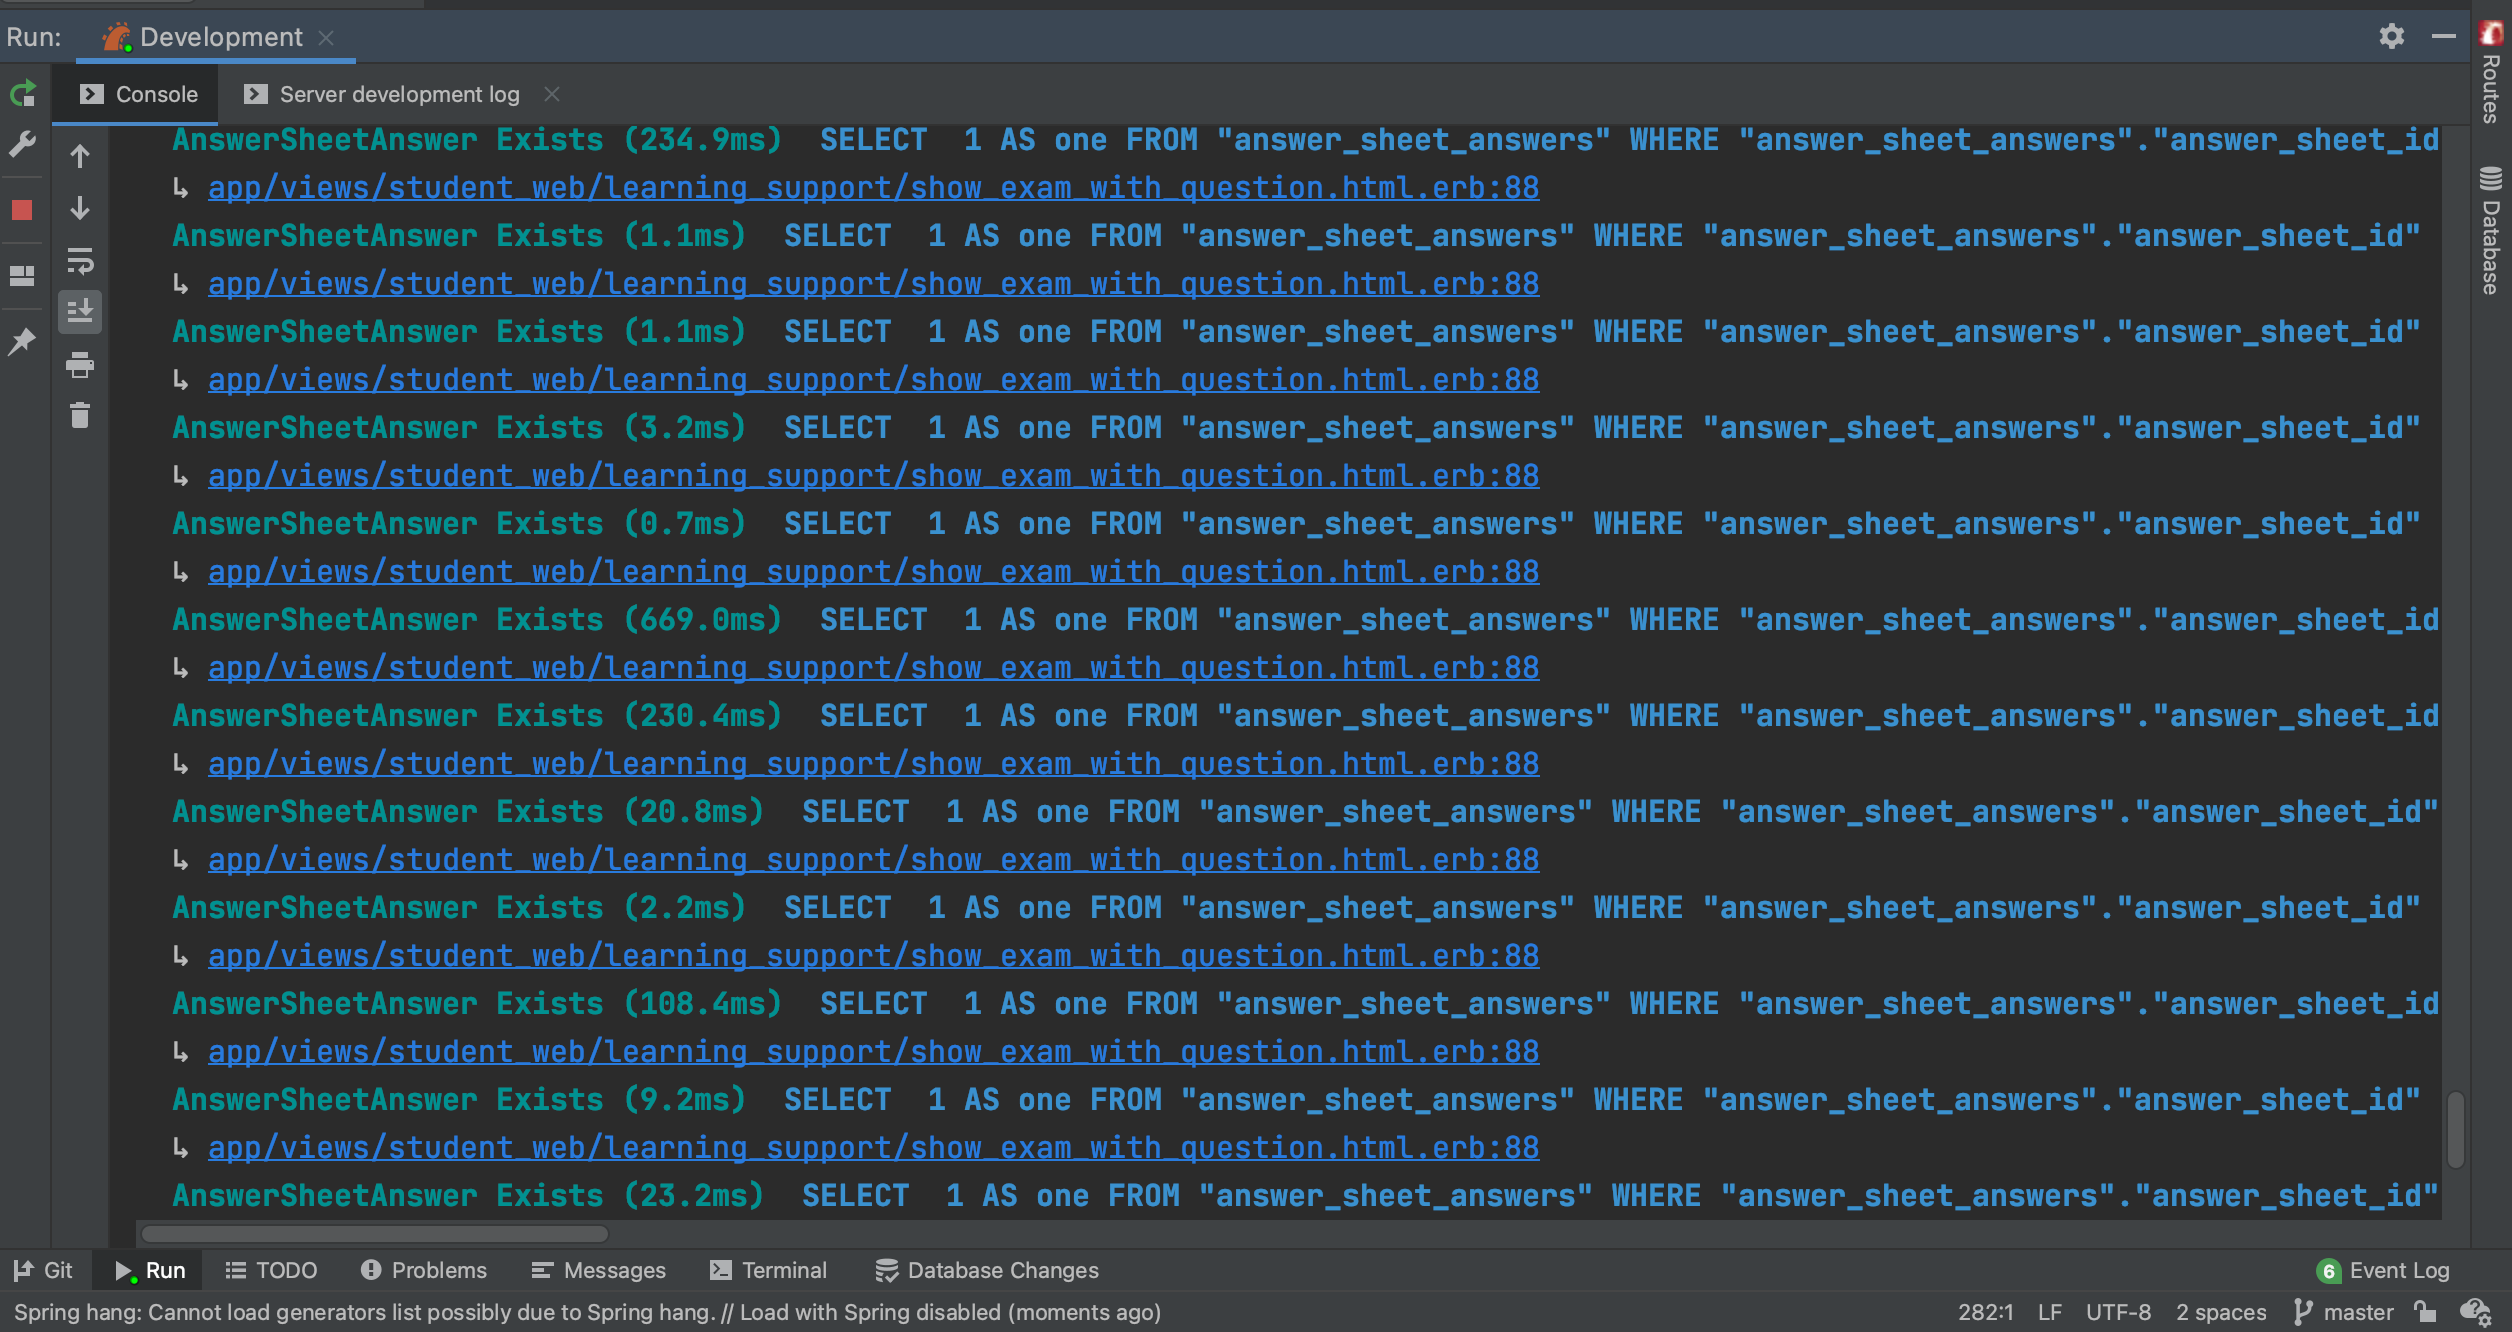 Run: Development
Console Server development log
AnswerSheetAnswer Exists (234.9ms)  SELECT  1 AS one FROM "answer_sheet_answers" WHERE "answer_sheet_answers"."answer_sheet_id
↳ app/views/student_web/learning_support/show_exam_with_question.html.erb:88
AnswerSheetAnswer Exists (1.1ms)  SELECT  1 AS one FROM "answer_sheet_answers" WHERE "answer_sheet_answers"."answer_sheet_id"
↳ app/views/student_web/learning_support/show_exam_with_question.html.erb:88
AnswerSheetAnswer Exists (1.1ms)  SELECT  1 AS one FROM "answer_sheet_answers" WHERE "answer_sheet_answers"."answer_sheet_id"
↳ app/views/student_web/learning_support/show_exam_with_question.html.erb:88
AnswerSheetAnswer Exists (3.2ms)  SELECT  1 AS one FROM "answer_sheet_answers" WHERE "answer_sheet_answers"."answer_sheet_id"
↳ app/views/student_web/learning_support/show_exam_with_question.html.erb:88
AnswerSheetAnswer Exists (0.7ms)  SELECT  1 AS one FROM "answer_sheet_answers" WHERE "answer_sheet_answers"."answer_sheet_id"
↳ app/views/student_web/learning_support/show_exam_with_question.html.erb:88
AnswerSheetAnswer Exists (669.0ms)  SELECT  1 AS one FROM "answer_sheet_answers" WHERE "answer_sheet_answers"."answer_sheet_id
↳ app/views/student_web/learning_support/show_exam_with_question.html.erb:88
AnswerSheetAnswer Exists (230.4ms)  SELECT  1 AS one FROM "answer_sheet_answers" WHERE "answer_sheet_answers"."answer_sheet_id
↳ app/views/student_web/learning_support/show_exam_with_question.html.erb:88
AnswerSheetAnswer Exists (20.8ms)  SELECT  1 AS one FROM "answer_sheet_answers" WHERE "answer_sheet_answers"."answer_sheet_id"
↳ app/views/student_web/learning_support/show_exam_with_question.html.erb:88
AnswerSheetAnswer Exists (2.2ms)  SELECT  1 AS one FROM "answer_sheet_answers" WHERE "answer_sheet_answers"."answer_sheet_id"
↳ app/views/student_web/learning_support/show_exam_with_question.html.erb:88
AnswerSheetAnswer Exists (108.4ms)  SELECT  1 AS one FROM "answer_sheet_answers" WHERE "answer_sheet_answers"."answer_sheet_id
↳ app/views/student_web/learning_support/show_exam_with_question.html.erb:88
AnswerSheetAnswer Exists (9.2ms)  SELECT  1 AS one FROM "answer_sheet_answers" WHERE "answer_sheet_answers"."answer_sheet_id"
↳ app/views/student_web/learning_support/show_exam_with_question.html.erb:88
AnswerSheetAnswer Exists (23.2ms)  SELECT  1 AS one FROM "answer_sheet_answers" WHERE "answer_sheet_answers"."answer_sheet_id"
Routes
Database
Git Run TODO Problems Messages Terminal Database Changes 6 Event Log
Spring hang: Cannot load generators list possibly due to Spring hang. // Load with Spring disabled (moments ago) 282:1 LF UTF-8 2 spaces master